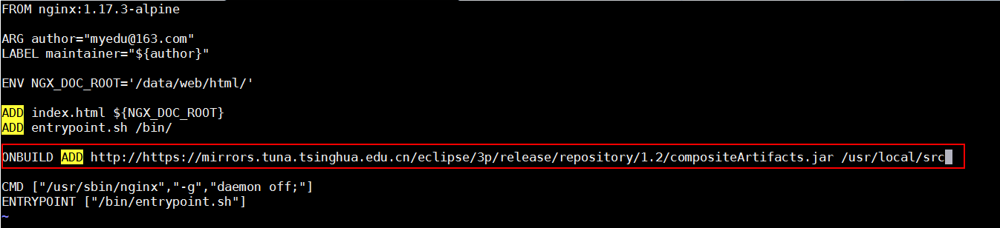 FROM nginx:1.17.3-alpine
ARG author="myedu@163.com"
LABEL maintainer="${author}"
ENV NGX_DOC_ROOT='/data/web/html/'
ADD index.html ${NGX_DOC_ROOT}
ADD entrypoint.sh /bin/
ONBUILD ADD http://https://mirrors.tuna.tsinghua.edu.cn/eclipse/3p/release/repository/1.2/compositeArtifacts.jar /usr/local/src
CMD ["/usr/sbin/nginx","-g","daemon off;"]
ENTRYPOINT ["/bin/entrypoint.sh"]
~